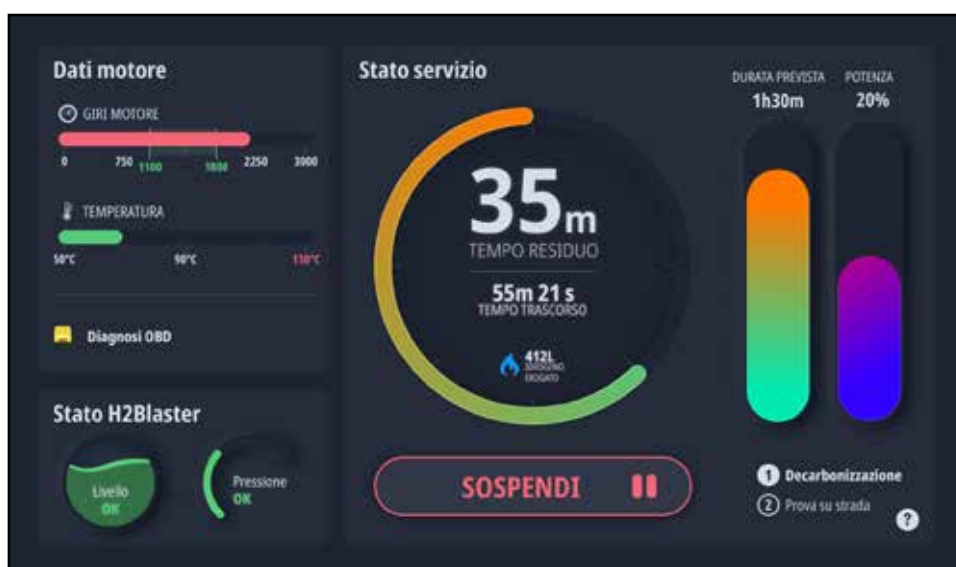 Dati motore
GIRI MOTORE
0 750 1100 1800 2250 3000
TEMPERATURA
50°C 90°C 110°C
Diagnosi OBD
Stato H2Blaster
Livello
OK
Pressione
OK
Stato servizio
35m
TEMPO RESIDUO
55m 21 s
TEMPO TRASCORSO
412L
IDROGENO
EROGATO
SOSPENDI
DURATA PREVISTA
1h30m
POTENZA
20%
1 Decarbonizzazione
2 Prova su strada
?